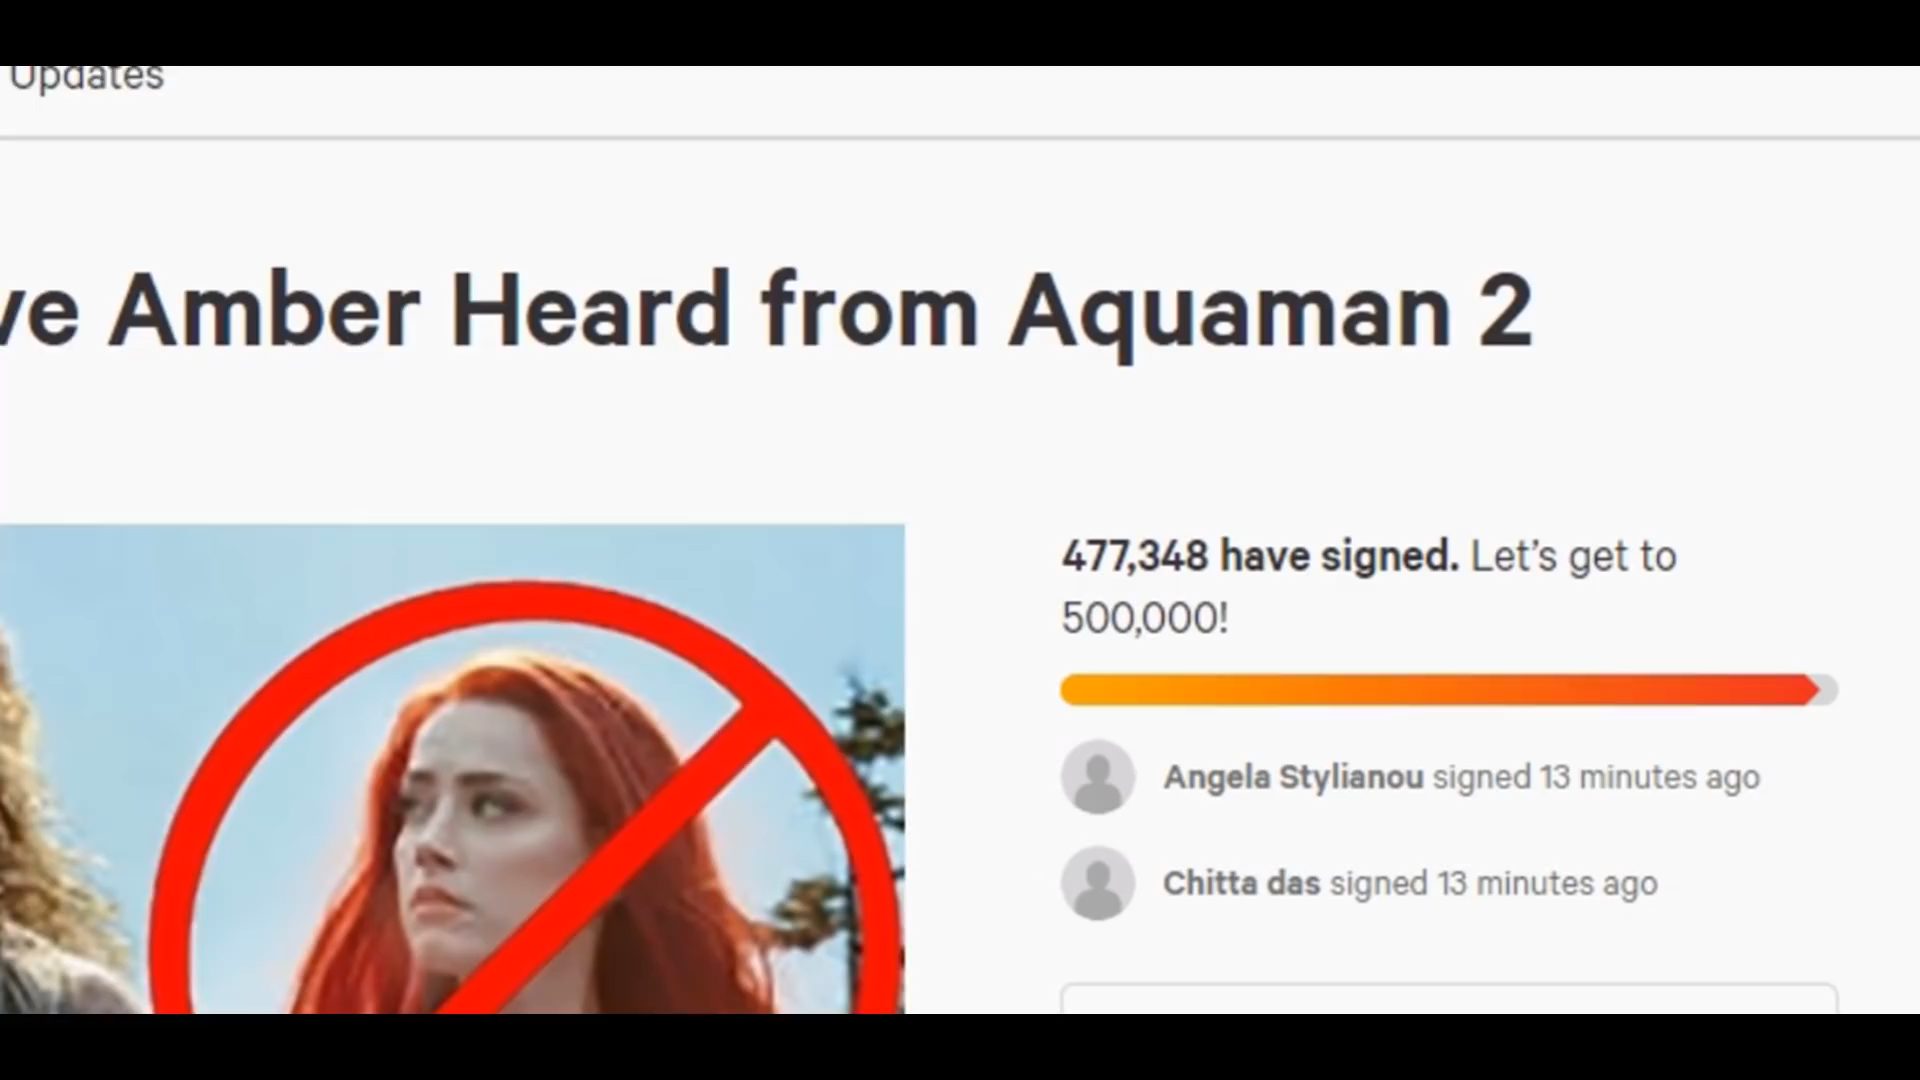 Updates
ve Amber Heard from Aquaman 2
477,348 have signed. Let's get to
500,000!
Angela Stylianou signed 13 minutes ago
Chitta das signed 13 minutes ago